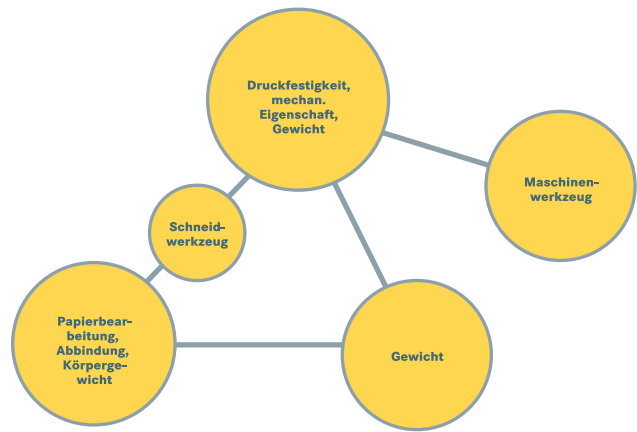 Druckfestigkeit,
mechan.
Eigenschaft,
Gewicht
Maschinen-
werkzeug
Schneid-
werkzeug
Papierbear-
beitung,
Abbindung,
Körperge-
wicht
Gewicht